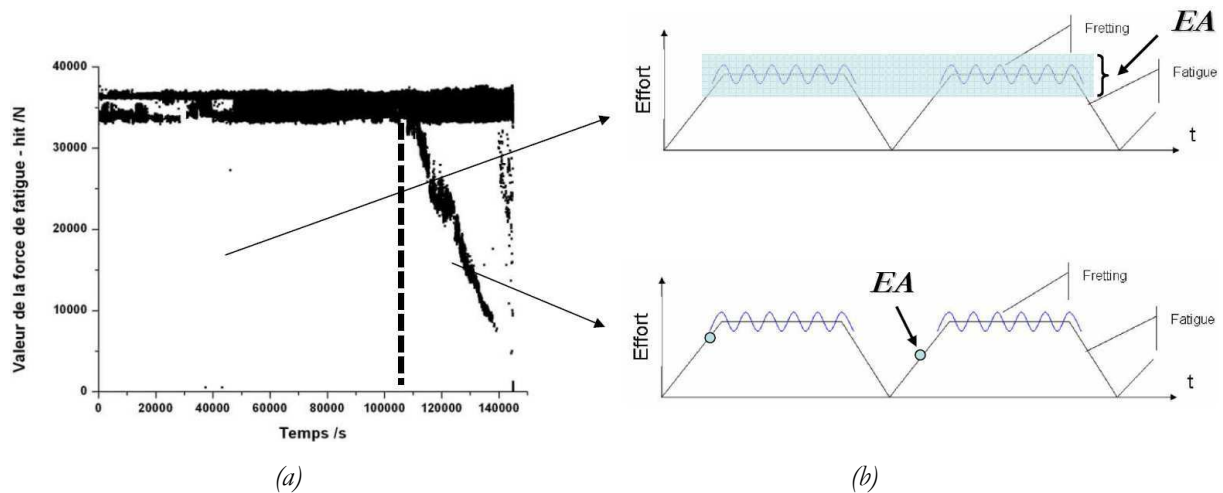 Valeur de la force de fatigue - hit /N
40000
30000
20000
10000
0
0 20000 40000 60000 80000 100000 120000 140000
Temps /s
(a)
Effort
Fretting
EA
Fatigue
t
Effort
EA
Fretting
Fatigue
t
(b)